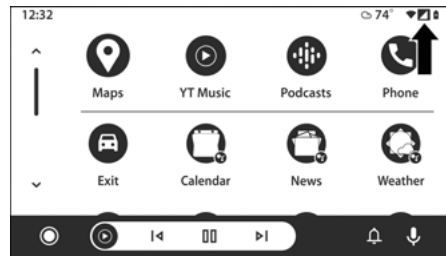 12:32
74°
Maps
YT Music
Podcasts
Phone
Exit
Calendar
News
Weather